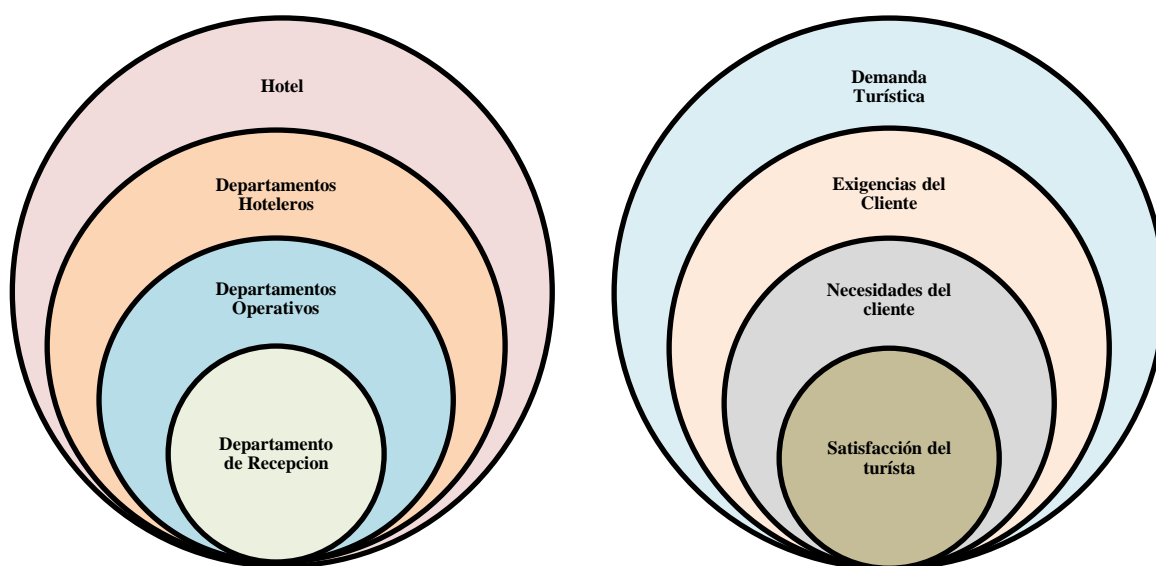 Hotel
Departamentos
Hoteleros
Departamentos
Operativos
Departamento
de Recepcion
Demanda
Turística
Exigencias del
Cliente
Necesidades del
cliente
Satisfacción del
turísta